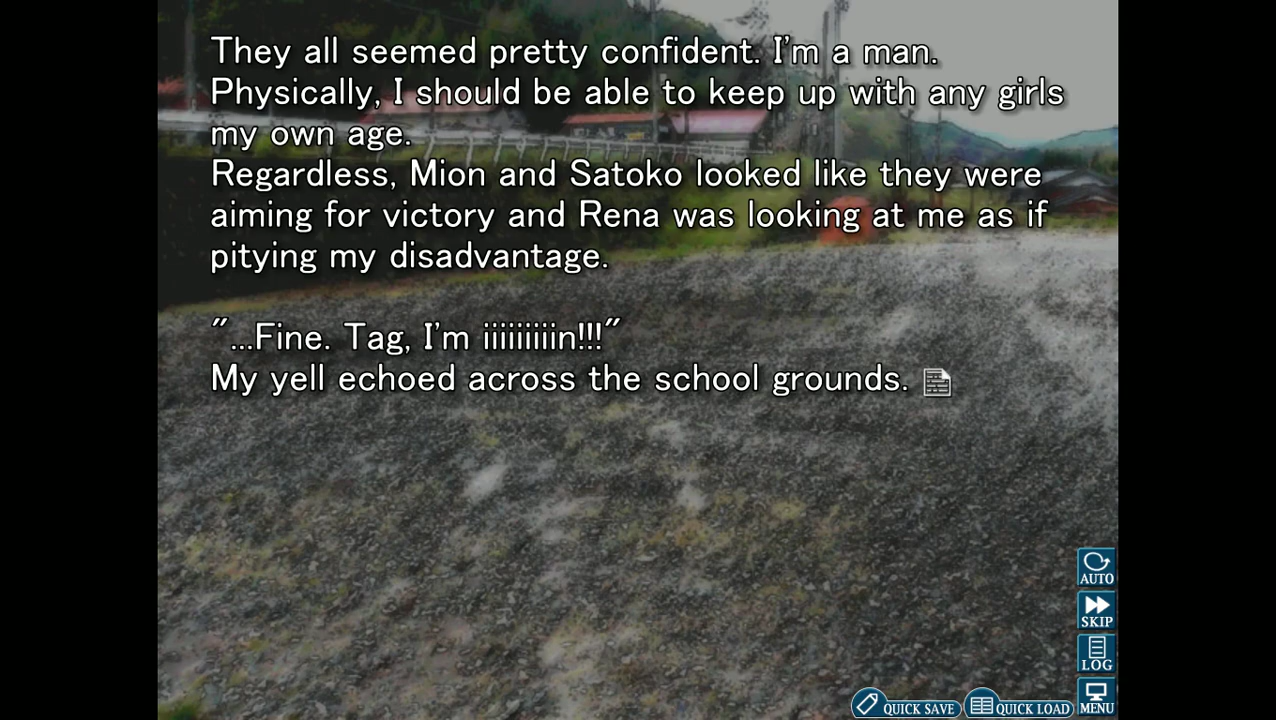 They all seemed pretty confident. I'm a man.
Physically, I should be able to keep up with any girls
my own age.
Regardless, Mion and Satoko looked like they were
aiming for victory and Rena was looking at me as if
pitying my disadvantage.
"...Fine. Tag, I'm iiiiiiiiin!!!"
My yell echoed across the school grounds.
AUTO
SKIP
LOG
MENU
QUICK SAVE
QUICK LOAD